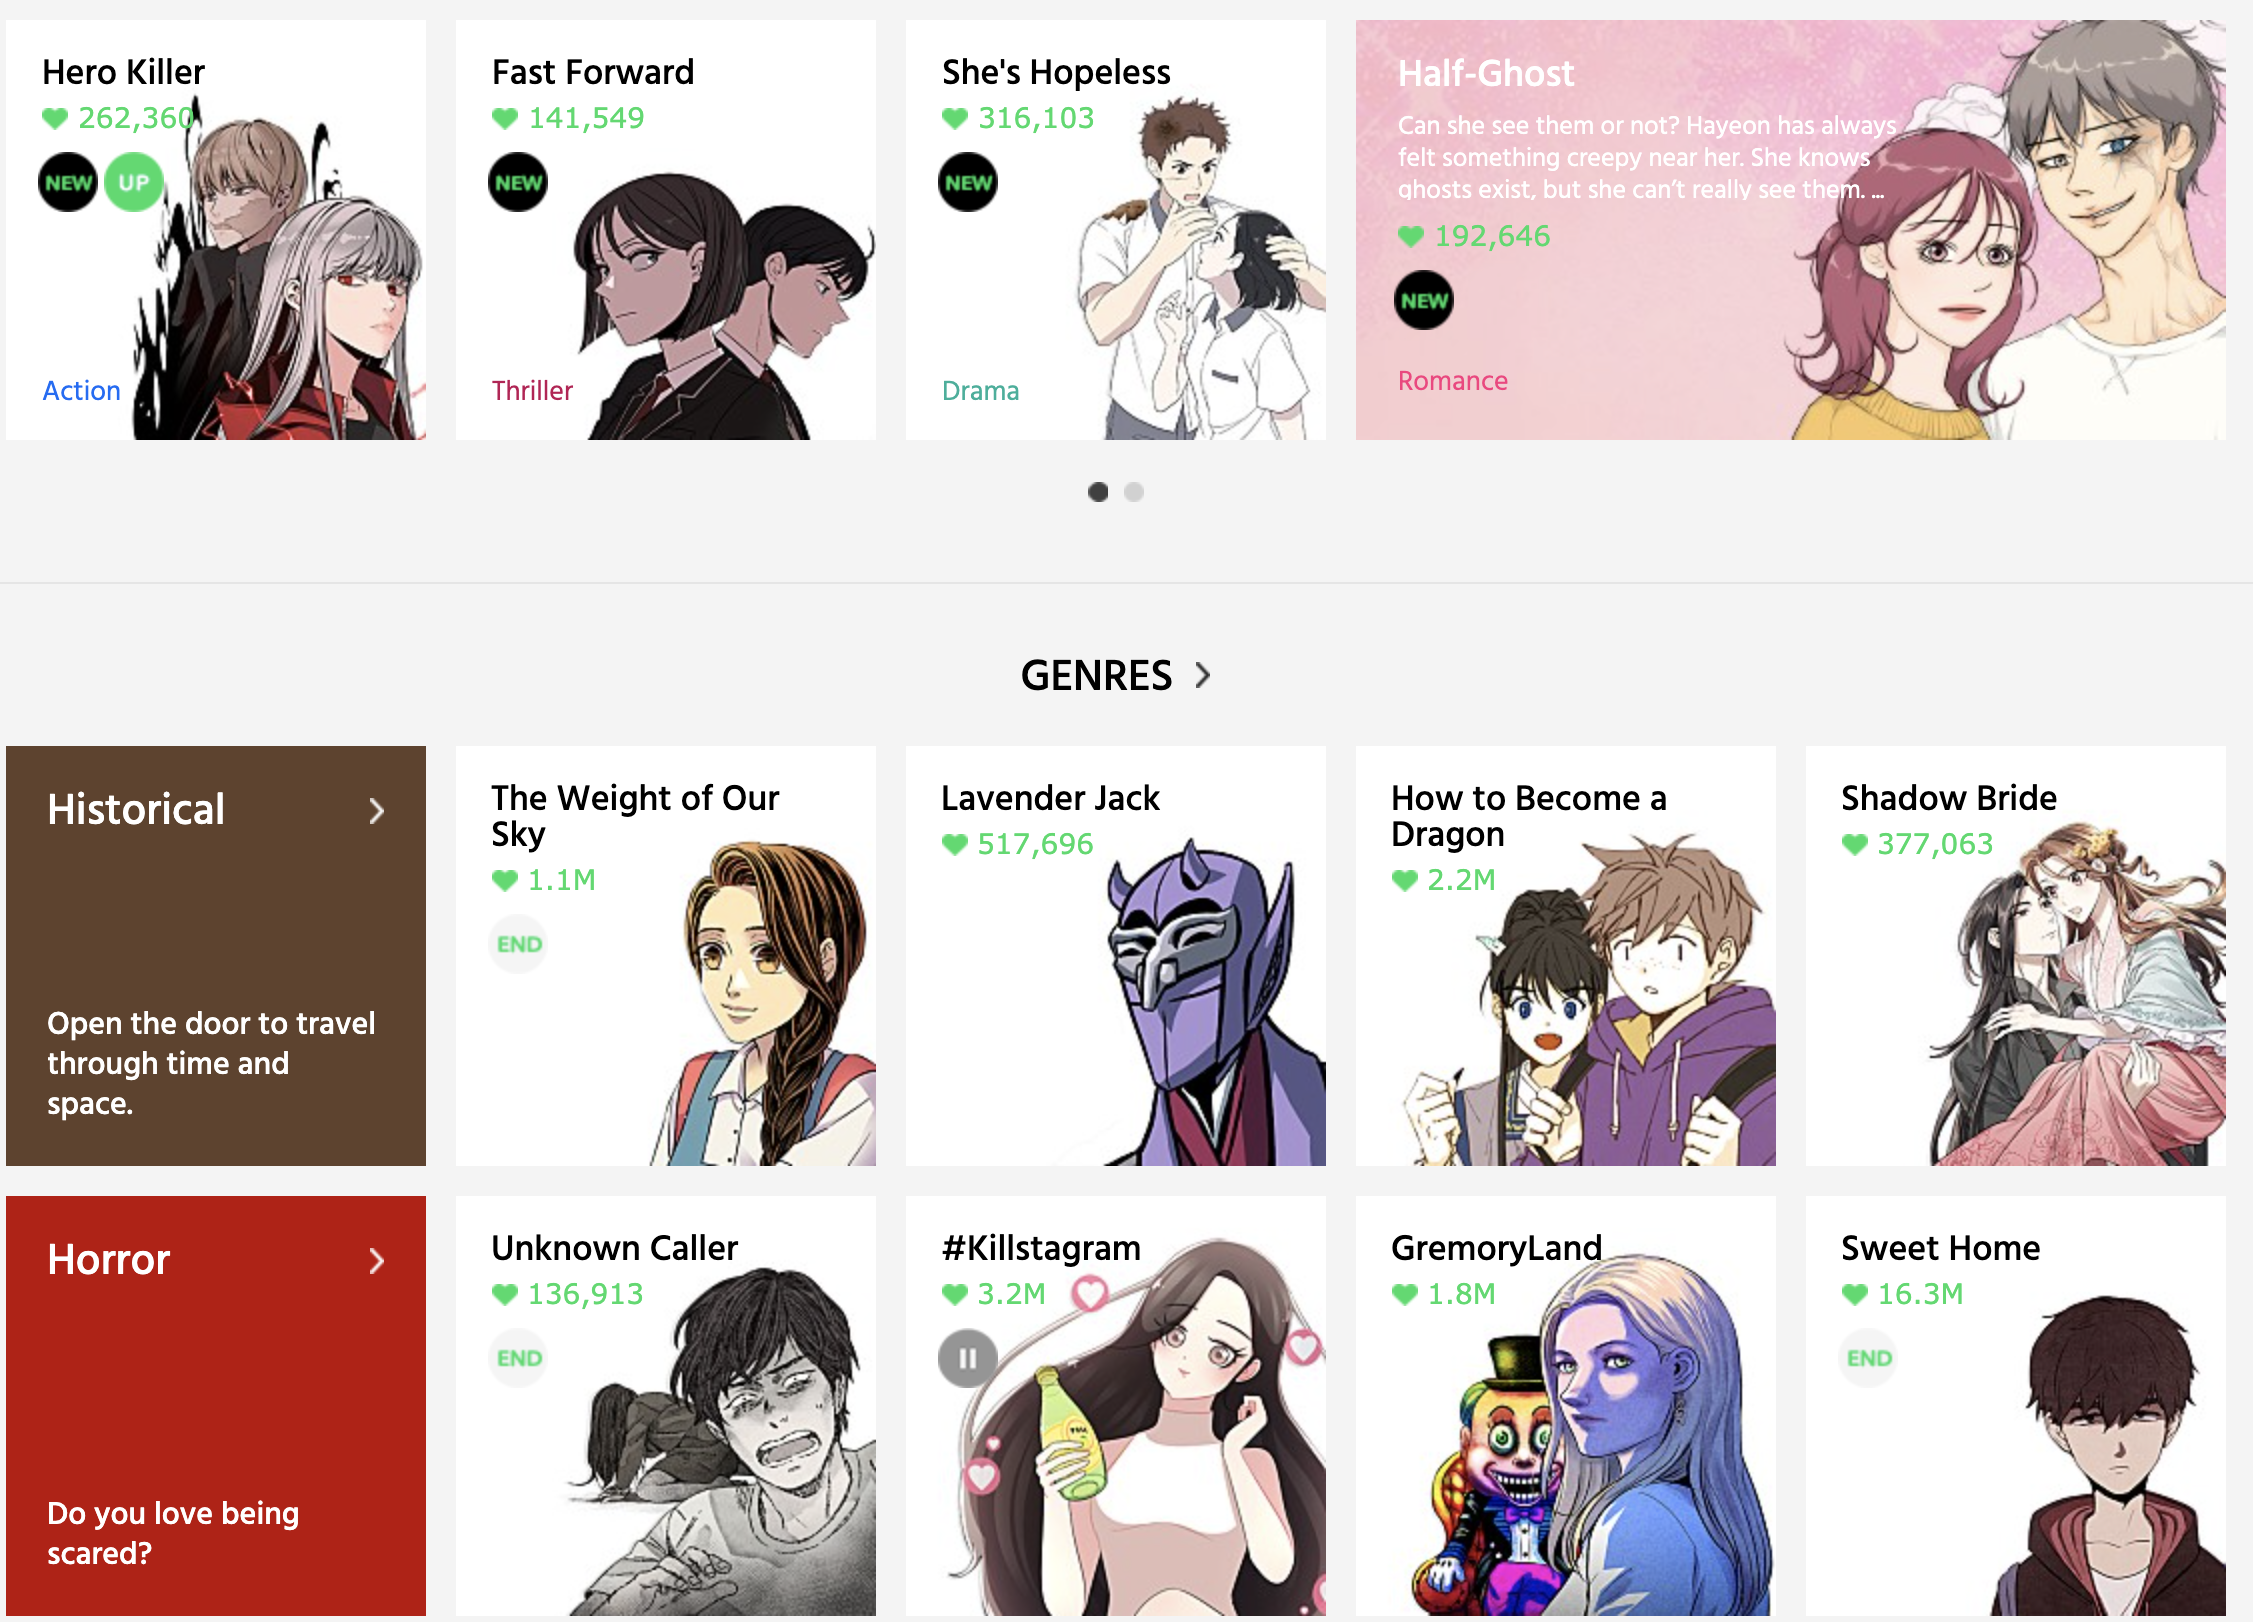 Hero Killer
262,360
NEW UP
Action
Fast Forward
141,549
NEW
Thriller
She's Hopeless
316,103
NEW
Drama
Half-Ghost
Can she see them or not? Hayeon has always
felt something creepy near her. She knows
ghosts exist, but she can’t really see them. ...
192,646
NEW
Romance
GENRES
Historical
Open the door to travel
through time and
space.
The Weight of Our
Sky
1.1M
END
Lavender Jack
517,696
How to Become a
Dragon
2.2M
Shadow Bride
377,063
Horror
Do you love being
scared?
Unknown Caller
136,913
END
#Killstagram
3.2M
GremoryLand
1.8M
Sweet Home
16.3M
END